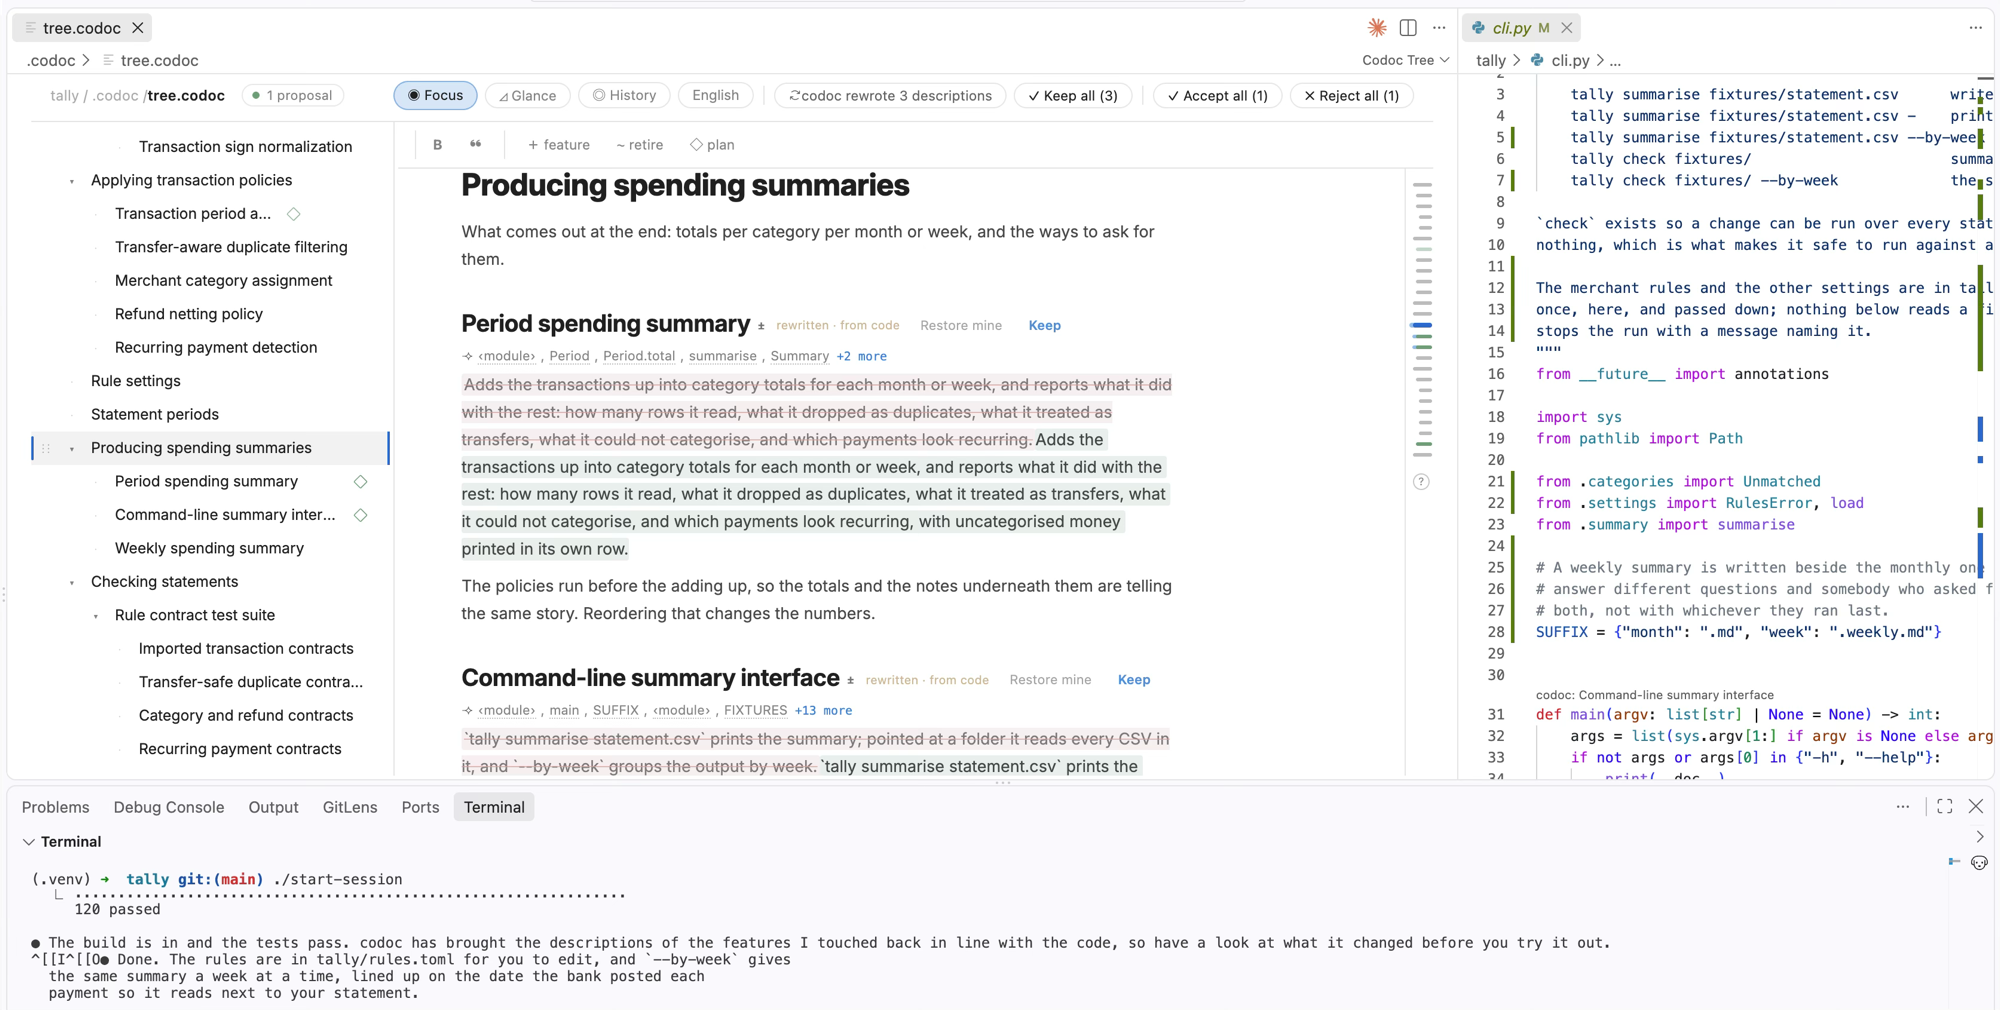 tree.codoc
.codoc > tree.codoc
Codoc Tree
tally / .codoc /tree.codoc
1 proposal
Focus
Glance
History
English
codoc rewrote 3 descriptions
✓ Keep all (3)
✓ Accept all (1)
✕ Reject all (1)
Transaction sign normalization
Applying transaction policies
Transaction period a...
Transfer-aware duplicate filtering
Merchant category assignment
Refund netting policy
Recurring payment detection
Rule settings
Statement periods
Producing spending summaries
Period spending summary
Command-line summary inter...
Weekly spending summary
Checking statements
Rule contract test suite
Imported transaction contracts
Transfer-safe duplicate contra...
Category and refund contracts
Recurring payment contracts
B
+ feature
~ retire
◇ plan
Producing spending summaries
What comes out at the end: totals per category per month or week, and the ways to ask for
them.
Period spending summary ± rewritten · from code Restore mine Keep
‹module› , Period , Period.total , summarise , Summary +2 more
Adds the transactions up into category totals for each month or week, and reports what it did
with the rest: how many rows it read, what it dropped as duplicates, what it treated as
transfers, what it could not categorise, and which payments look recurring. Adds the
transactions up into category totals for each month or week, and reports what it did with the
rest: how many rows it read, what it dropped as duplicates, what it treated as transfers, what
it could not categorise, and which payments look recurring, with uncategorised money
printed in its own row.
The policies run before the adding up, so the totals and the notes underneath them are telling
the same story. Reordering that changes the numbers.
Command-line summary interface ± rewritten · from code Restore mine Keep
‹module› , main , SUFFIX , ‹module› , FIXTURES +13 more
`tally summarise statement.csv` prints the summary; pointed at a folder it reads every CSV in
it, and `--by-week` groups the output by week. `tally summarise statement.csv` prints the
?
cli.py M
tally > cli.py > ...
2
3 tally summarise fixtures/statement.csv write
4 tally summarise fixtures/statement.csv - print
5 tally summarise fixtures/statement.csv --by-week
6 tally check fixtures/ summa
7 tally check fixtures/ --by-week the s
8
9 `check` exists so a change can be run over every stat
10 nothing, which is what makes it safe to run against a
11
12 The merchant rules and the other settings are in tal
13 once, here, and passed down; nothing below reads a fi
14 stops the run with a message naming it.
15 """
16 from __future__ import annotations
17
18 import sys
19 from pathlib import Path
20
21 from .categories import Unmatched
22 from .settings import RulesError, load
23 from .summary import summarise
24
25 # A weekly summary is written beside the monthly one
26 # answer different questions and somebody who asked f
27 # both, not with whichever they ran last.
28 SUFFIX = {"month": ".md", "week": ".weekly.md"}
29
30
codoc: Command-line summary interface
31 def main(argv: list[str] | None = None) -> int:
32 args = list(sys.argv[1:] if argv is None else arg
33 if not args or args[0] in {"-h", "--help"}:
34 print(__doc__)
Problems
Debug Console
Output
GitLens
Ports
Terminal
Terminal
(.venv) ➜ tally git:(main) ./start-session
120 passed
● The build is in and the tests pass. codoc has brought the descriptions of the features I touched back in line with the code, so have a look at what it changed before you try it out.
^[[I^[[O● Done. The rules are in tally/rules.toml for you to edit, and `--by-week` gives
the same summary a week at a time, lined up on the date the bank posted each
payment so it reads next to your statement.